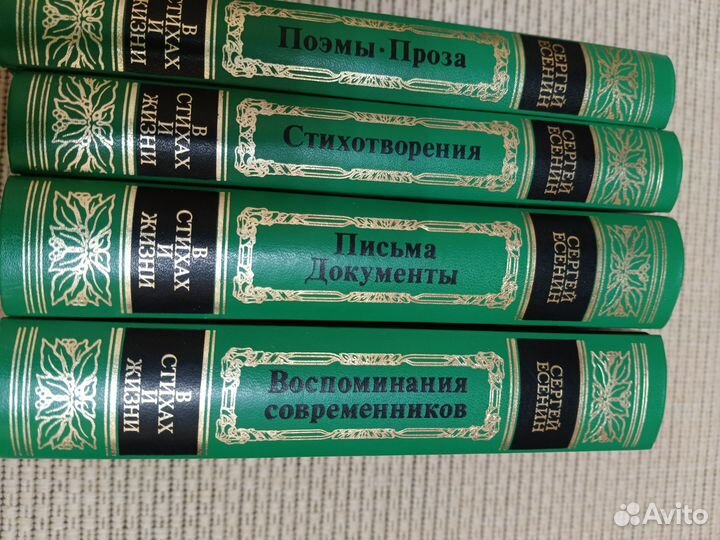 В
СТИХАХ
И
ЖИЗНИ
Поэмы·Проза
СЕРГЕЙ
ЕСЕНИН
В
СТИХАХ
И
ЖИЗНИ
Стихотворения
СЕРГЕЙ
ЕСЕНИН
В
СТИХАХ
И
ЖИЗНИ
Письма
Документы
СЕРГЕЙ
ЕСЕНИН
В
СТИХАХ
И
ЖИЗНИ
Воспоминания
современников
СЕРГЕЙ
ЕСЕНИН
Avito